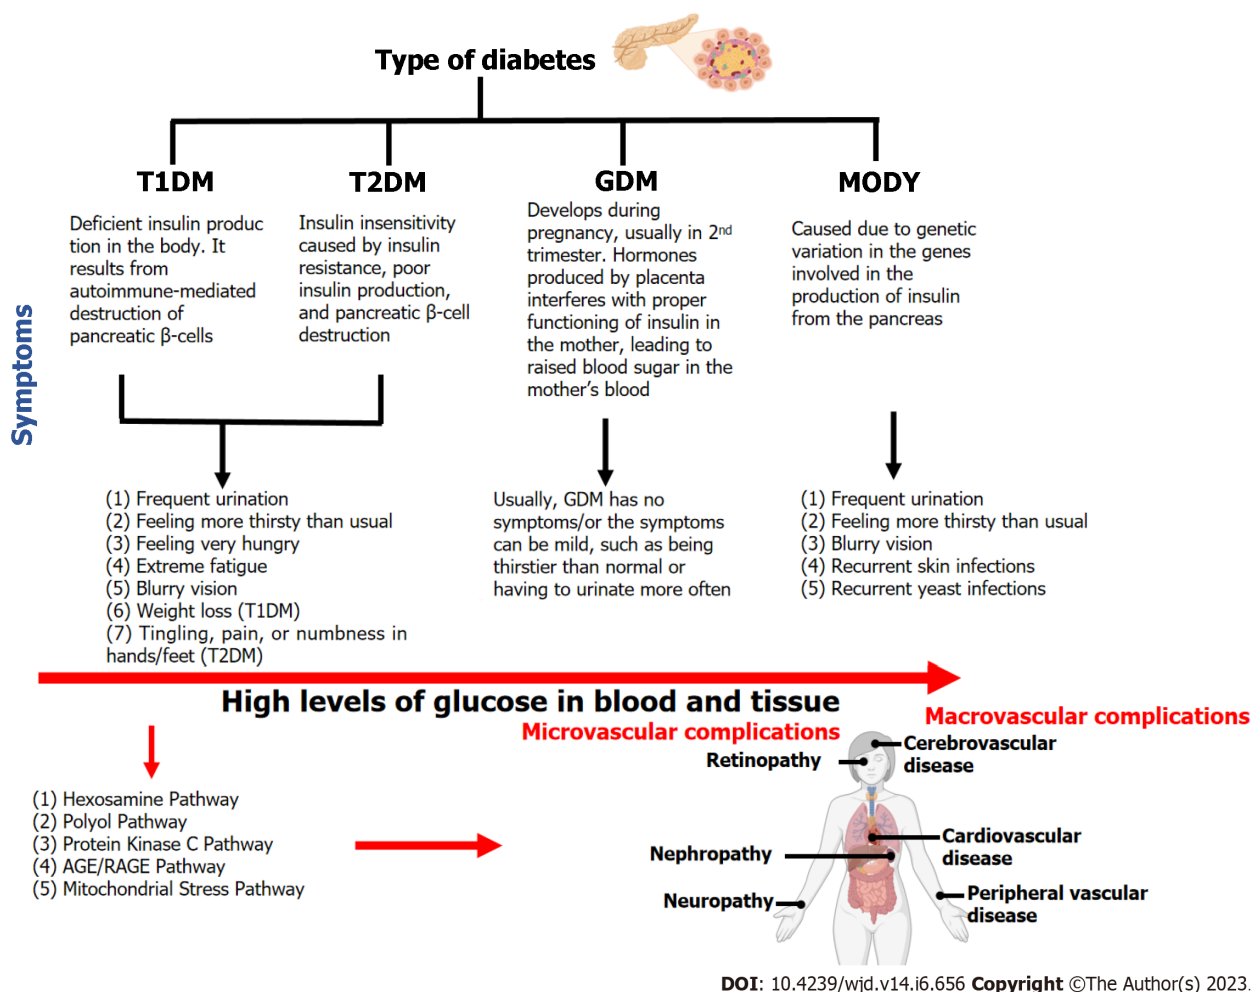 Type of diabetes
T1DM
T2DM
GDM
MODY
Symptoms
Deficient insulin produc
tion in the body. It
results from
autoimmune-mediated
destruction of
pancreatic β-cells
Insulin insensitivity
caused by insulin
resistance, poor
insulin production,
and pancreatic β-cell
destruction
Develops during
pregnancy, usually in 2nd
trimester. Hormones
produced by placenta
interferes with proper
functioning of insulin in
the mother, leading to
raised blood sugar in the
mother's blood
Caused due to genetic
variation in the genes
involved in the
production of insulin
from the pancreas
(1) Frequent urination
(2) Feeling more thirsty than usual
(3) Feeling very hungry
(4) Extreme fatigue
(5) Blurry vision
(6) Weight loss (T1DM)
(7) Tingling, pain, or numbness in
hands/feet (T2DM)
Usually, GDM has no
symptoms/or the symptoms
can be mild, such as being
thirstier than normal or
having to urinate more often
(1) Frequent urination
(2) Feeling more thirsty than usual
(3) Blurry vision
(4) Recurrent skin infections
(5) Recurrent yeast infections
High levels of glucose in blood and tissue
(1) Hexosamine Pathway
(2) Polyol Pathway
(3) Protein Kinase C Pathway
(4) AGE/RAGE Pathway
(5) Mitochondrial Stress Pathway
Microvascular complications
Retinopathy
Nephropathy
Neuropathy
Macrovascular complications
Cerebrovascular
disease
Cardiovascular
disease
Peripheral vascular
disease
DOI: 10.4239/wjd.v14.i6.656 Copyright ©The Author(s) 2023.